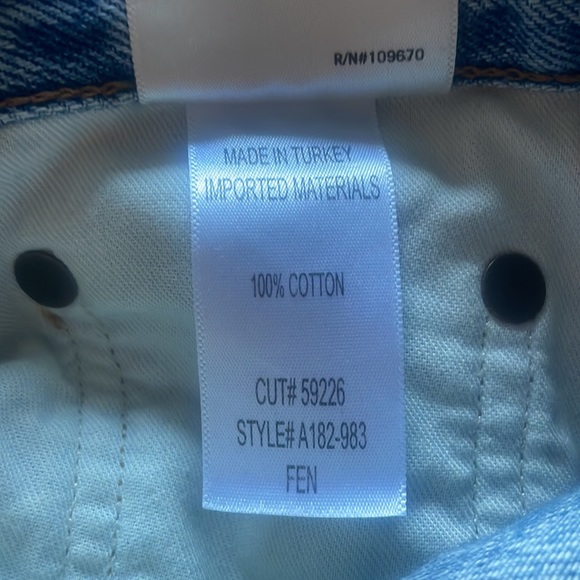 R/N#109670
MADE IN TURKEY
IMPORTED MATERIALS
100% COTTON
CUT# 59226
STYLE# A182-983
FEN